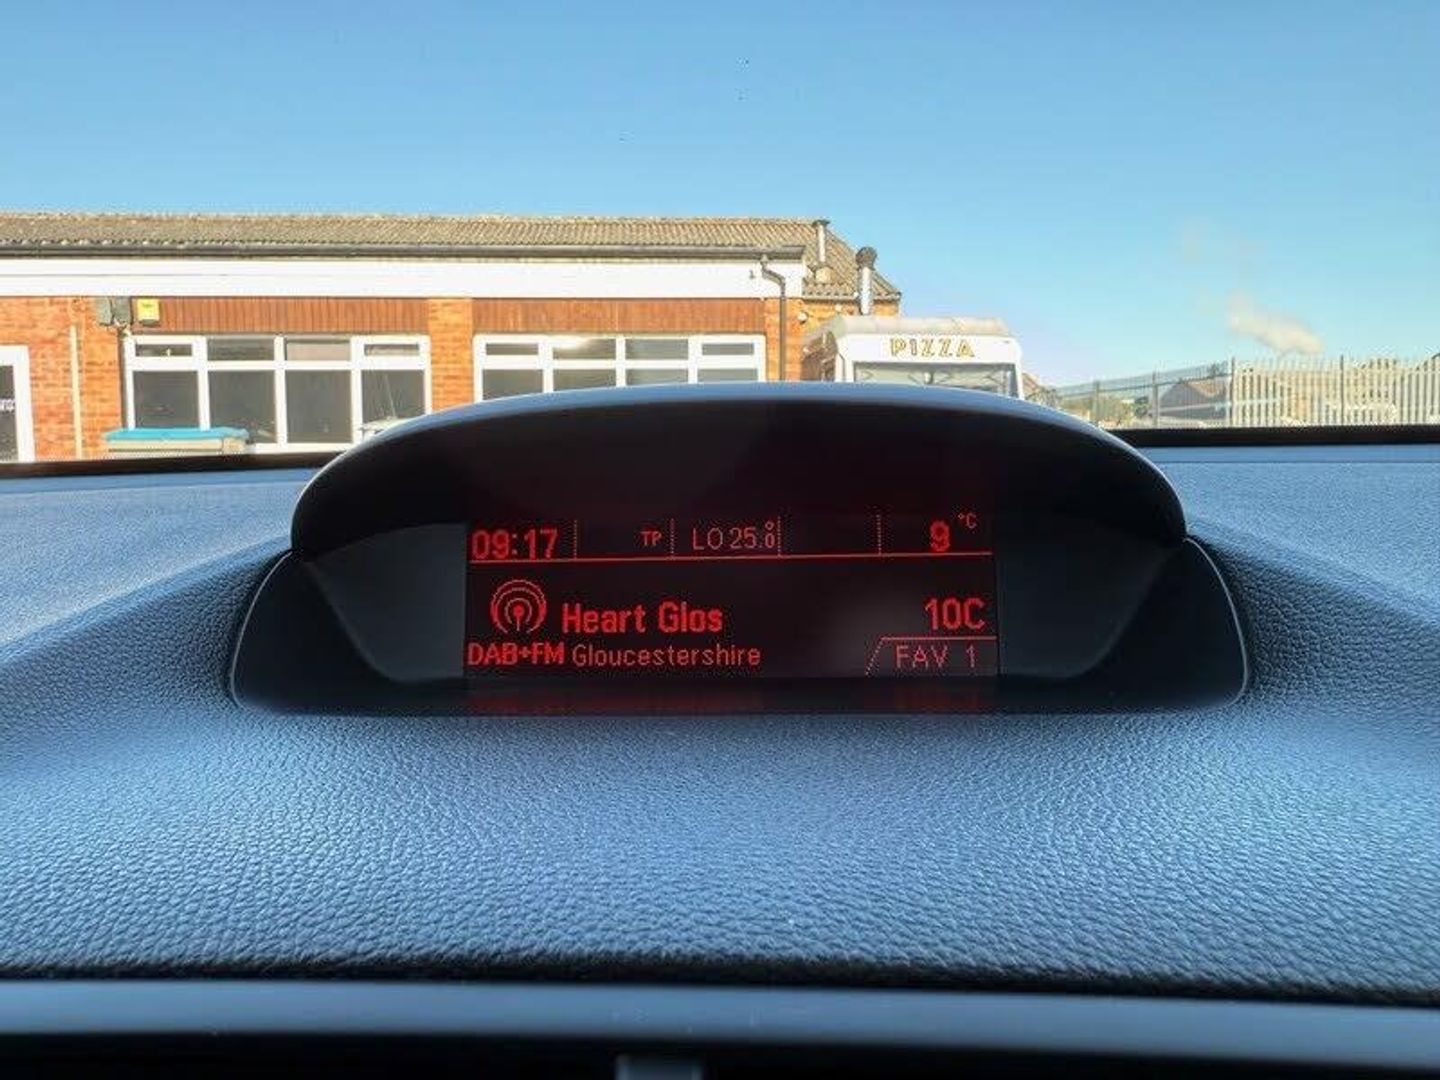 PIZZA
09:17 TP LO 25.0° 9 °C
Heart Glos 10C
DAB+FM Gloucestershire FAV 1